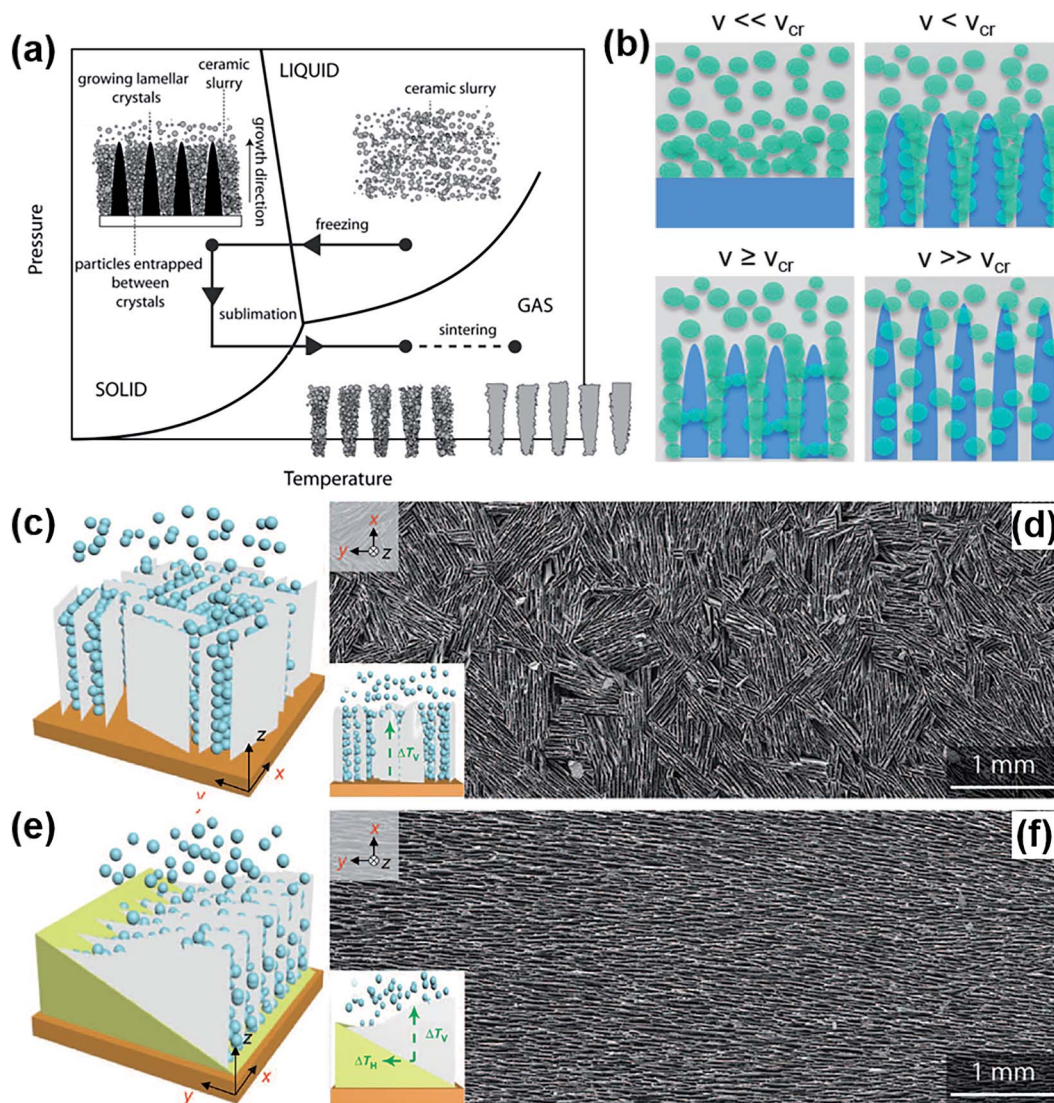 (a)
growing lamellar
crystals
ceramic
slurry
LIQUID
ceramic slurry
growth direction
particles entrapped
between
crystals
freezing
sublimation
GAS
sintering
SOLID
Pressure
Temperature
(b)
v << vcr
v < vcr
v ≥ vcr
v >> vcr
(c)
z
x
y
ΔTV
(d)
x
y
z
1 mm
(e)
z
x
y
ΔTH
ΔTV
(f)
x
y
z
1 mm